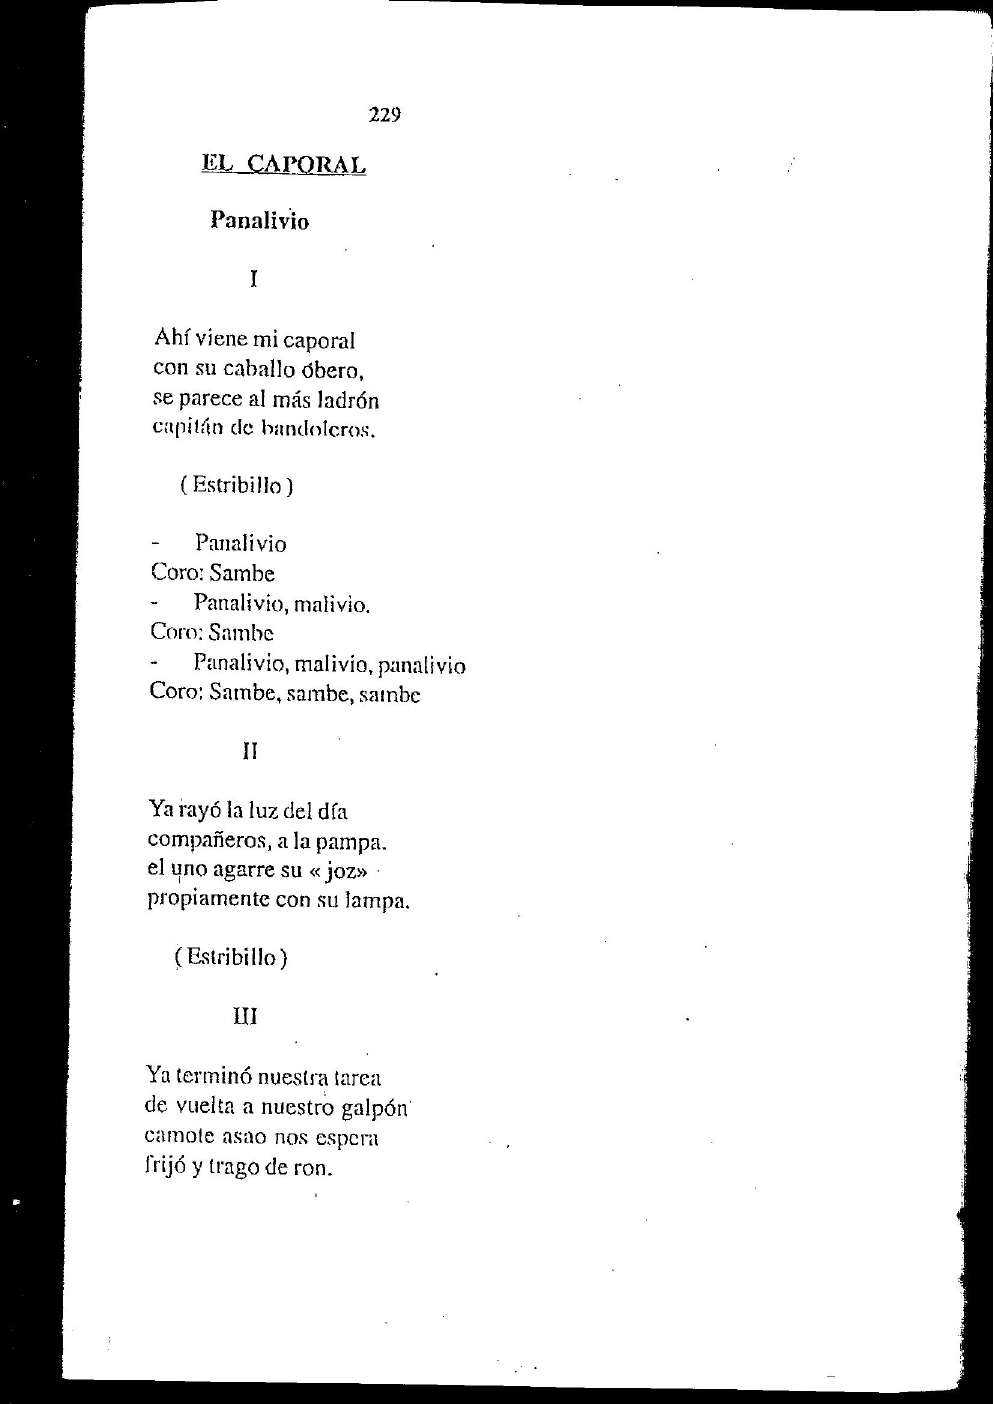 229
EL CAPORAL
Panalivio
I
Ahí viene mi caporal
con su caballo óbero,
se parece al más ladrón
capitán de bandoleros.
( Estribillo )
- Panalivio
Coro: Sambe
- Panalivio, malivio.
Coro: Sambe
- Panalivio, malivio, panalivio
Coro: Sambe, sambe, sambe
II
Ya rayó la luz del día
compañeros, a la pampa.
el uno agarre su « joz»
propiamente con su lampa.
( Estribillo )
III
Ya terminó nuestra tarea
de vuelta a nuestro galpón
camote asao nos espera
frijó y trago de ron.